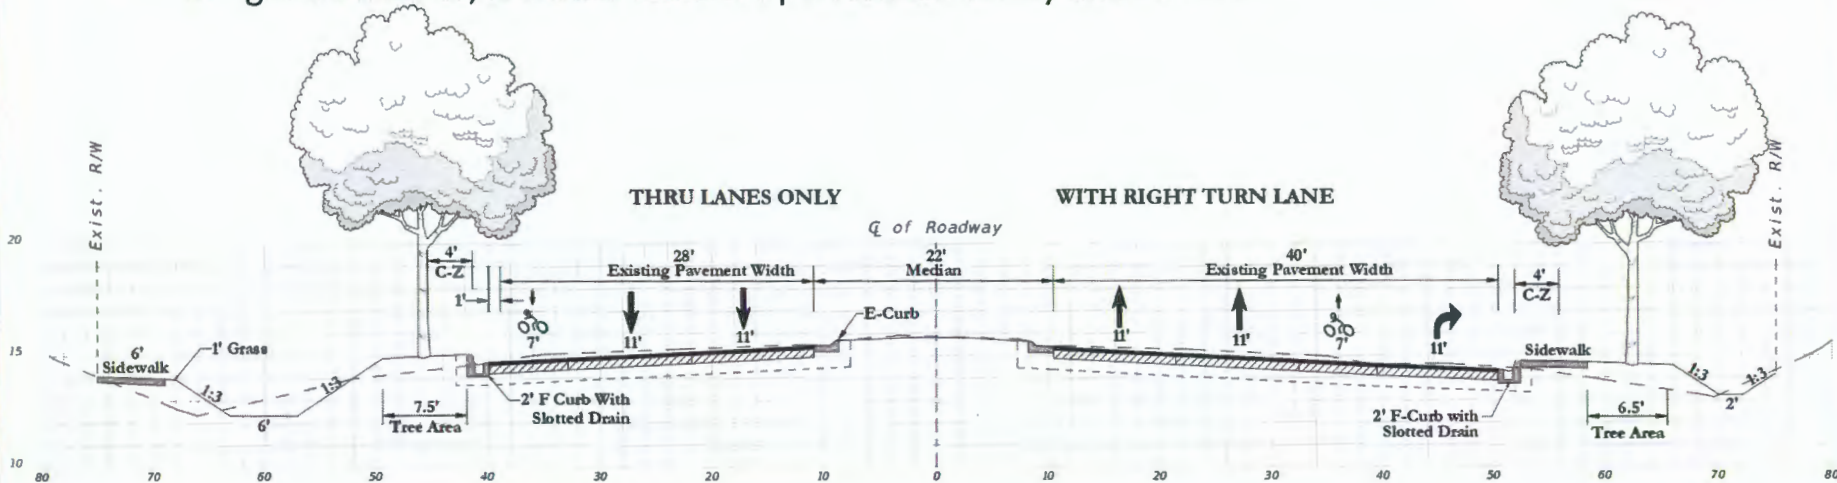 Exist. R/W
THRU LANES ONLY
WITH RIGHT TURN LANE
Exist. R/W
℄ of Roadway
20
4'
C-Z
28'
Existing Pavement Width
22'
Median
40'
Existing Pavement Width
4'
C-Z
1'
7'
11'
11'
E-Curb
11'
11'
7'
11'
15
6'
Sidewalk
1' Grass
Sidewalk
1:3
1:3
1:3
1:3
6'
7.5'
Tree Area
2' F Curb With
Slotted Drain
2' F-Curb with
Slotted Drain
6.5'
Tree Area
2'
10
80 70 60 50 40 30 20 10 0 10 20 30 40 50 60 70 80